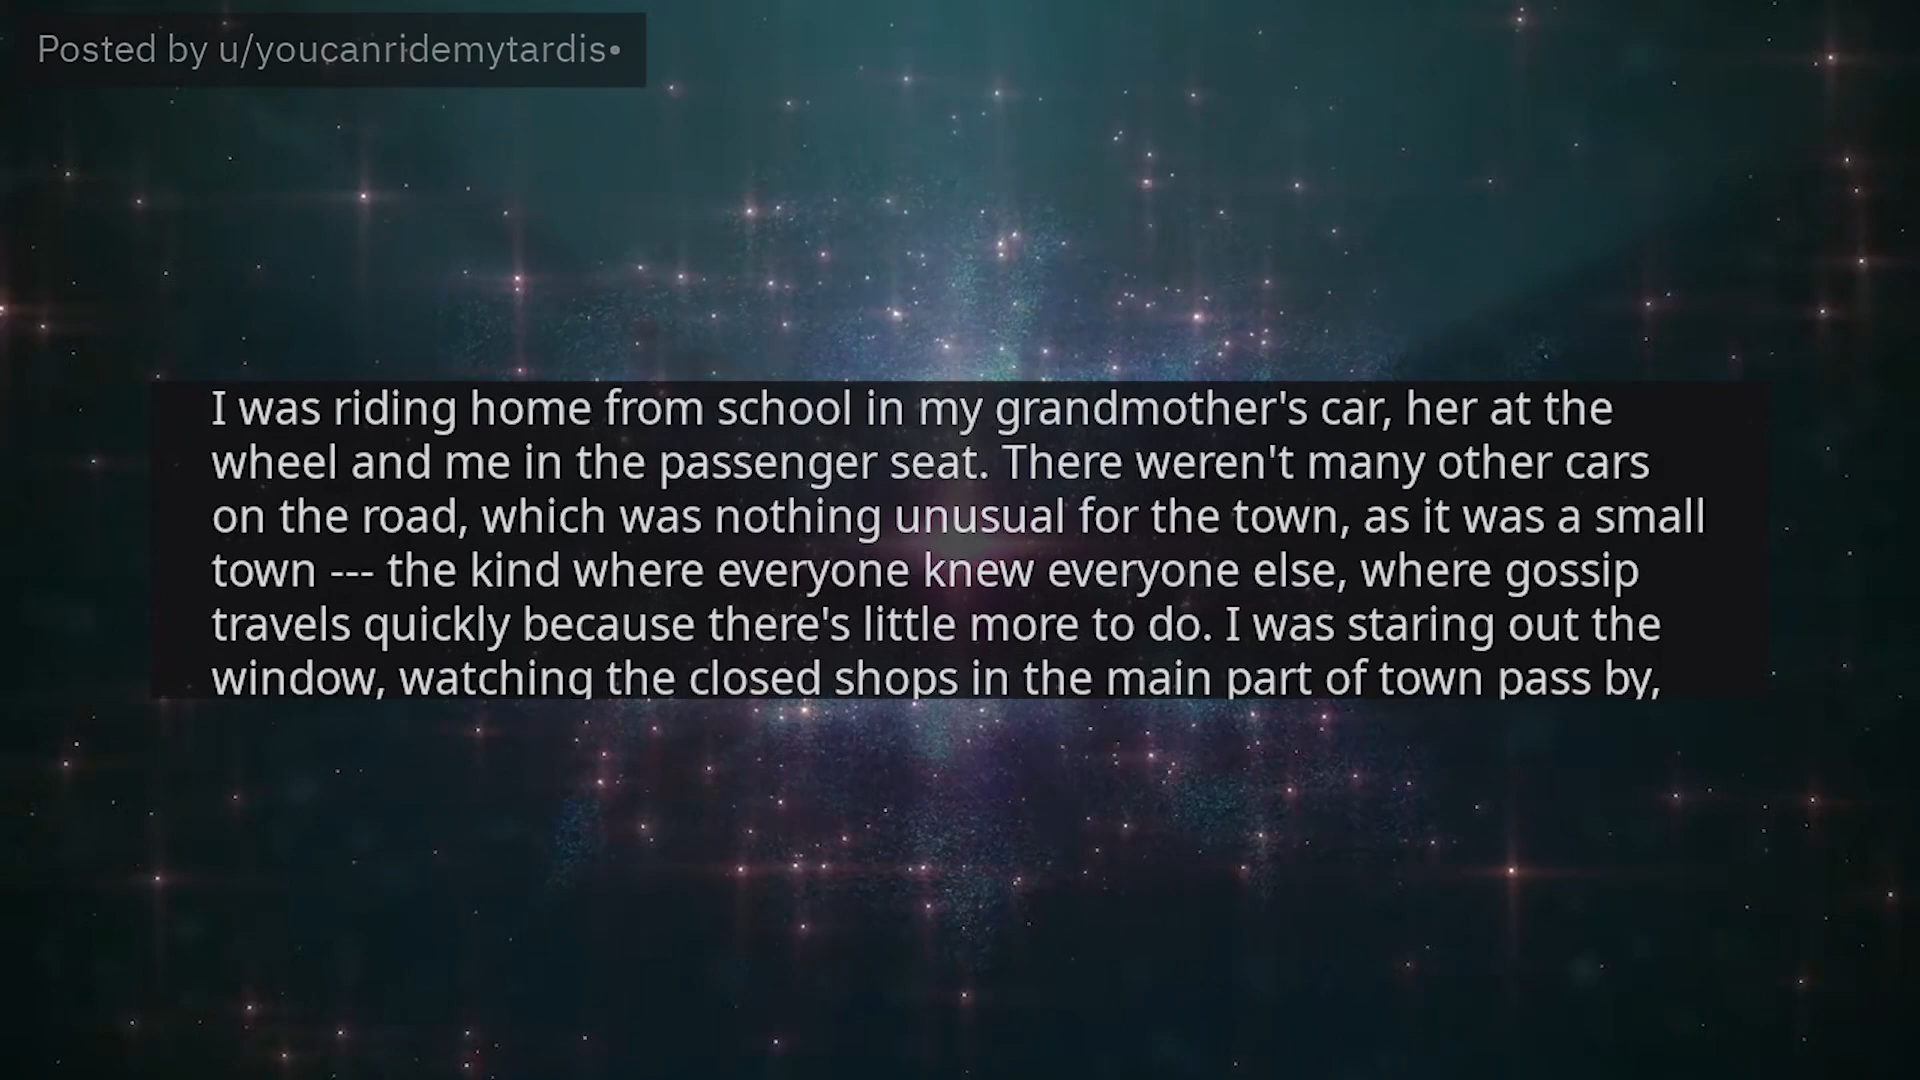 Posted by u/youcanridemytardis•
I was riding home from school in my grandmother's car, her at the
wheel and me in the passenger seat. There weren't many other cars
on the road, which was nothing unusual for the town, as it was a small
town --- the kind where everyone knew everyone else, where gossip
travels quickly because there's little more to do. I was staring out the
window, watching the closed shops in the main part of town pass by,